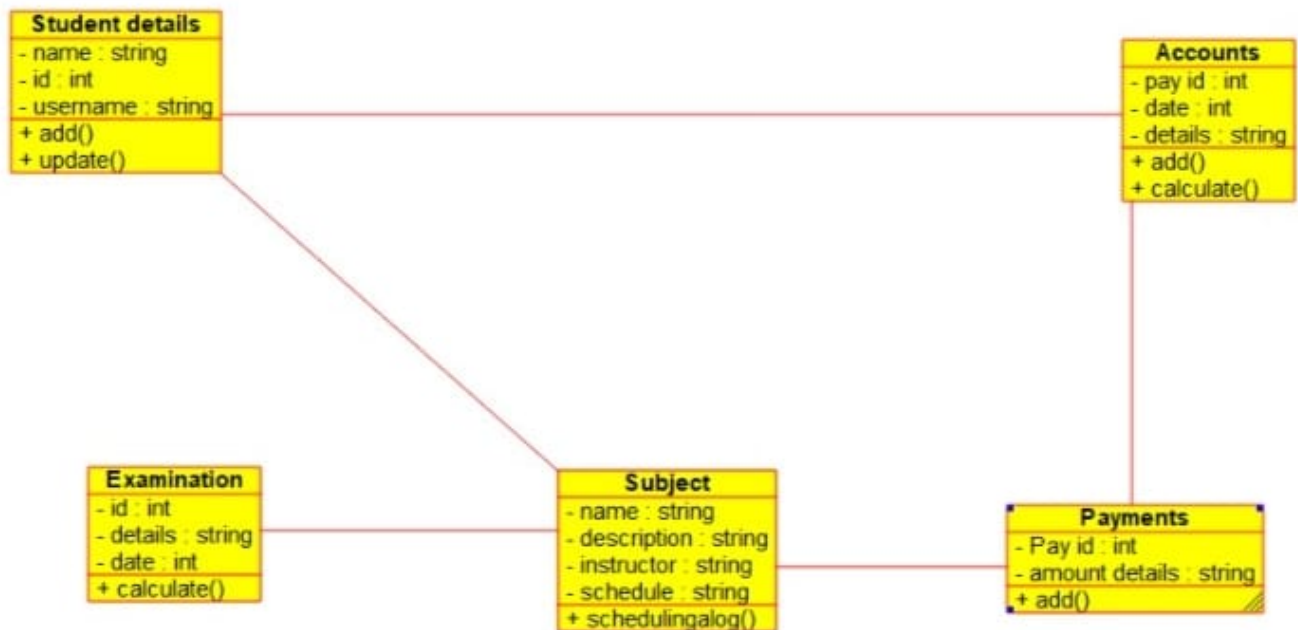 Student details
- name : string
- id : int
- username : string
+ add()
+ update()
Accounts
- pay id : int
- date : int
- details : string
+ add()
+ calculate()
Examination
- id : int
- details : string
- date : int
+ calculate()
Subject
- name : string
- description : string
- instructor : string
- schedule : string
+ schedulingalog()
Payments
- Pay id : int
- amount details : string
+ add()